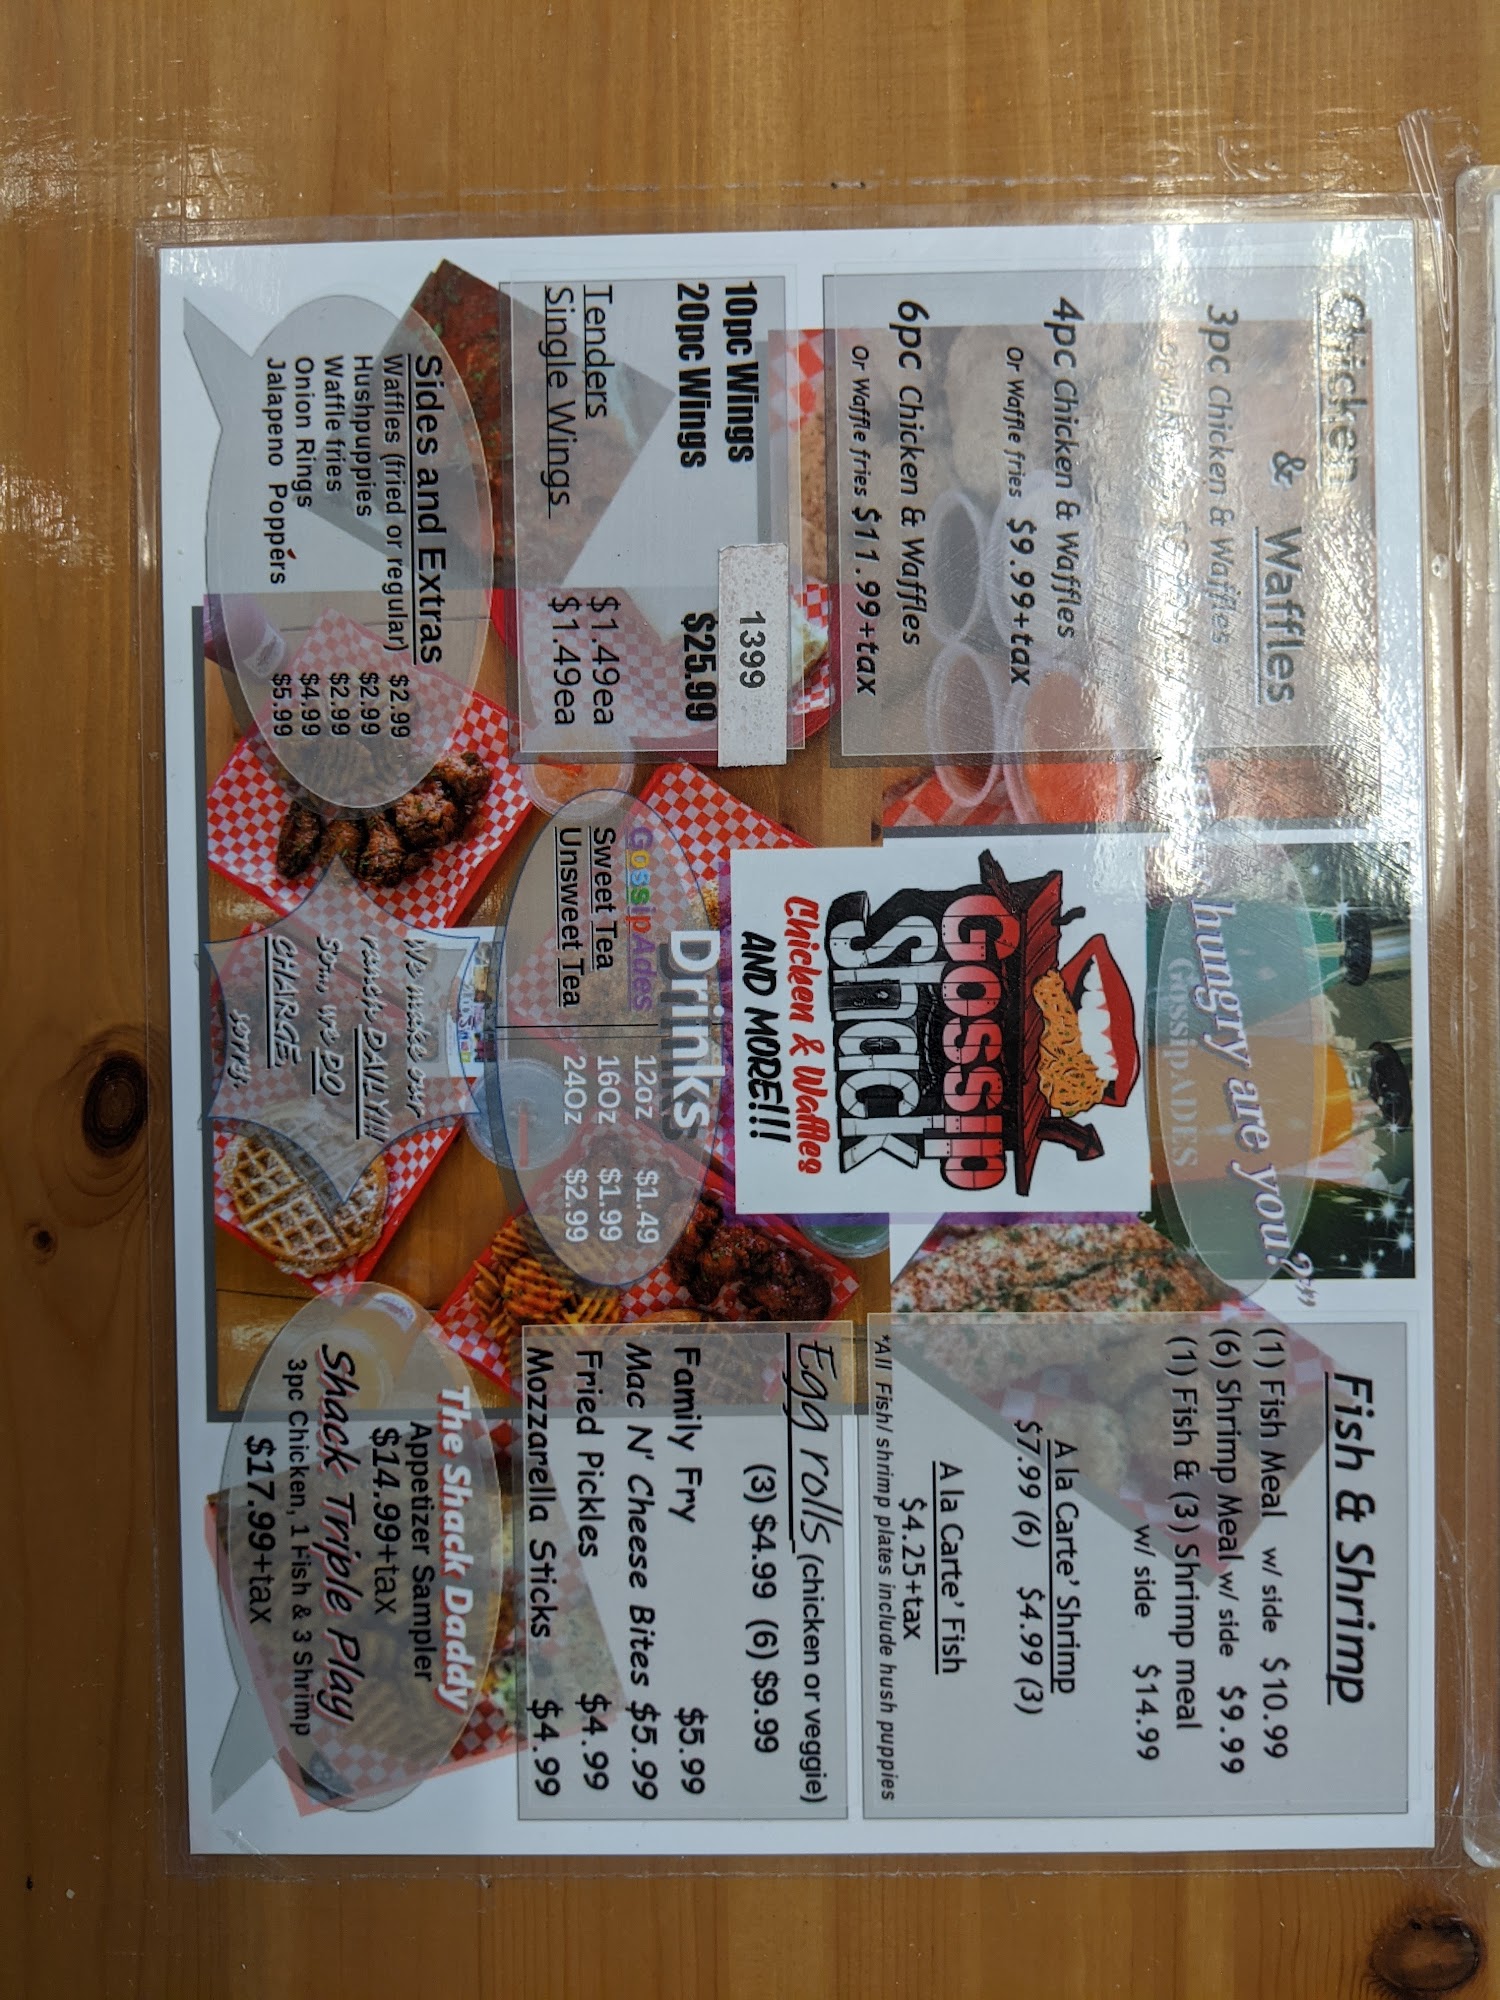 Chicken
& Waffles
3pc Chicken & Waffles
4pc Chicken & Waffles
Or Waffle fries $9.99+tax
6pc Chicken & Waffles
Or Waffle fries $11.99+tax
10pc Wings 1399
20pc Wings $25.99
Tenders $1.49ea
Single Wings $1.49ea
Sides and Extras
Waffles (fried or regular) $2.99
Hushpuppies $2.99
Waffle fries $2.99
Onion Rings $4.99
Jalapeno Poppers $5.99
hungry are you?"
GossipADES
Gossip
Shack
Chicken & Waffles
AND MORE!!!
Drinks
GossipAdes 12oz $1.49
Sweet Tea 16Oz $1.99
Unsweet Tea 24Oz $2.99
We make our
ranch DAILY!!!
So... we DO
CHARGE
sorry.
Fish & Shrimp
(1) Fish Meal w/ side $10.99
(6) Shrimp Meal w/ side $9.99
(1) Fish & (3) Shrimp meal
w/ side $14.99
A la Carte' Shrimp
$7.99 (6) $4.99 (3)
A la Carte' Fish
$4.25+tax
*All Fish/shrimp plates include hush puppies
Egg rolls (chicken or veggie)
(3) $4.99 (6) $9.99
Family Fry $5.99
Mac N' Cheese Bites $5.99
Fried Pickles $4.99
Mozzarella Sticks $4.99
The Shack Daddy
Appetizer Sampler
$14.99+tax
Shack Triple Play
3pc Chicken, 1 Fish & 3 Shrimp
$17.99+tax